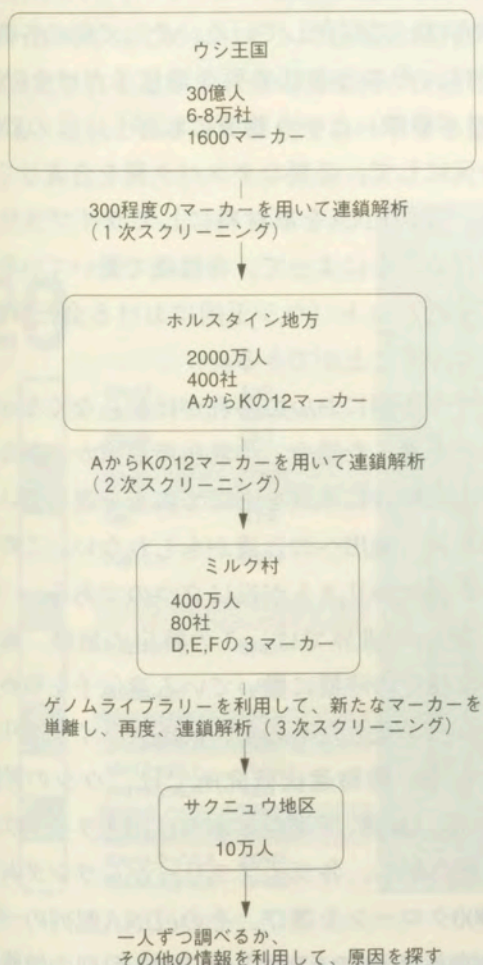 ウシ王国
30億人
6-8万社
1600マーカー
300程度のマーカーを用いて連鎖解析
(1次スクリーニング)
ホルスタイン地方
2000万人
400社
AからKの12マーカー
AからKの12マーカーを用いて連鎖解析
(2次スクリーニング)
ミルク村
400万人
80社
D,E,Fの3マーカー
ゲノムライブラリーを利用して、新たなマーカーを
単離し、再度、連鎖解析(3次スクリーニング)
サクニュウ地区
10万人
一人ずつ調べるか、
その他の情報を利用して、原因を探す